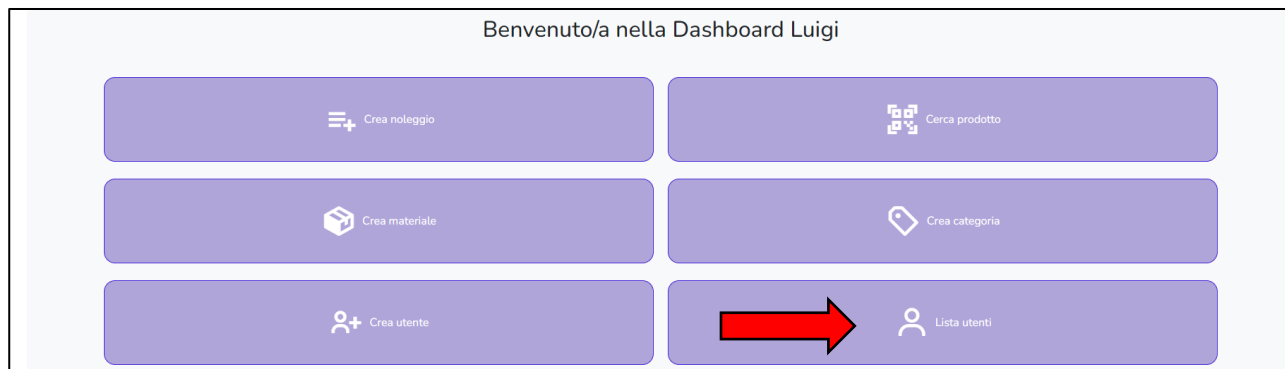 Benvenuto/a nella Dashboard Luigi
Crea noleggio
Cerca prodotto
Crea materiale
Crea categoria
Crea utente
Lista utenti